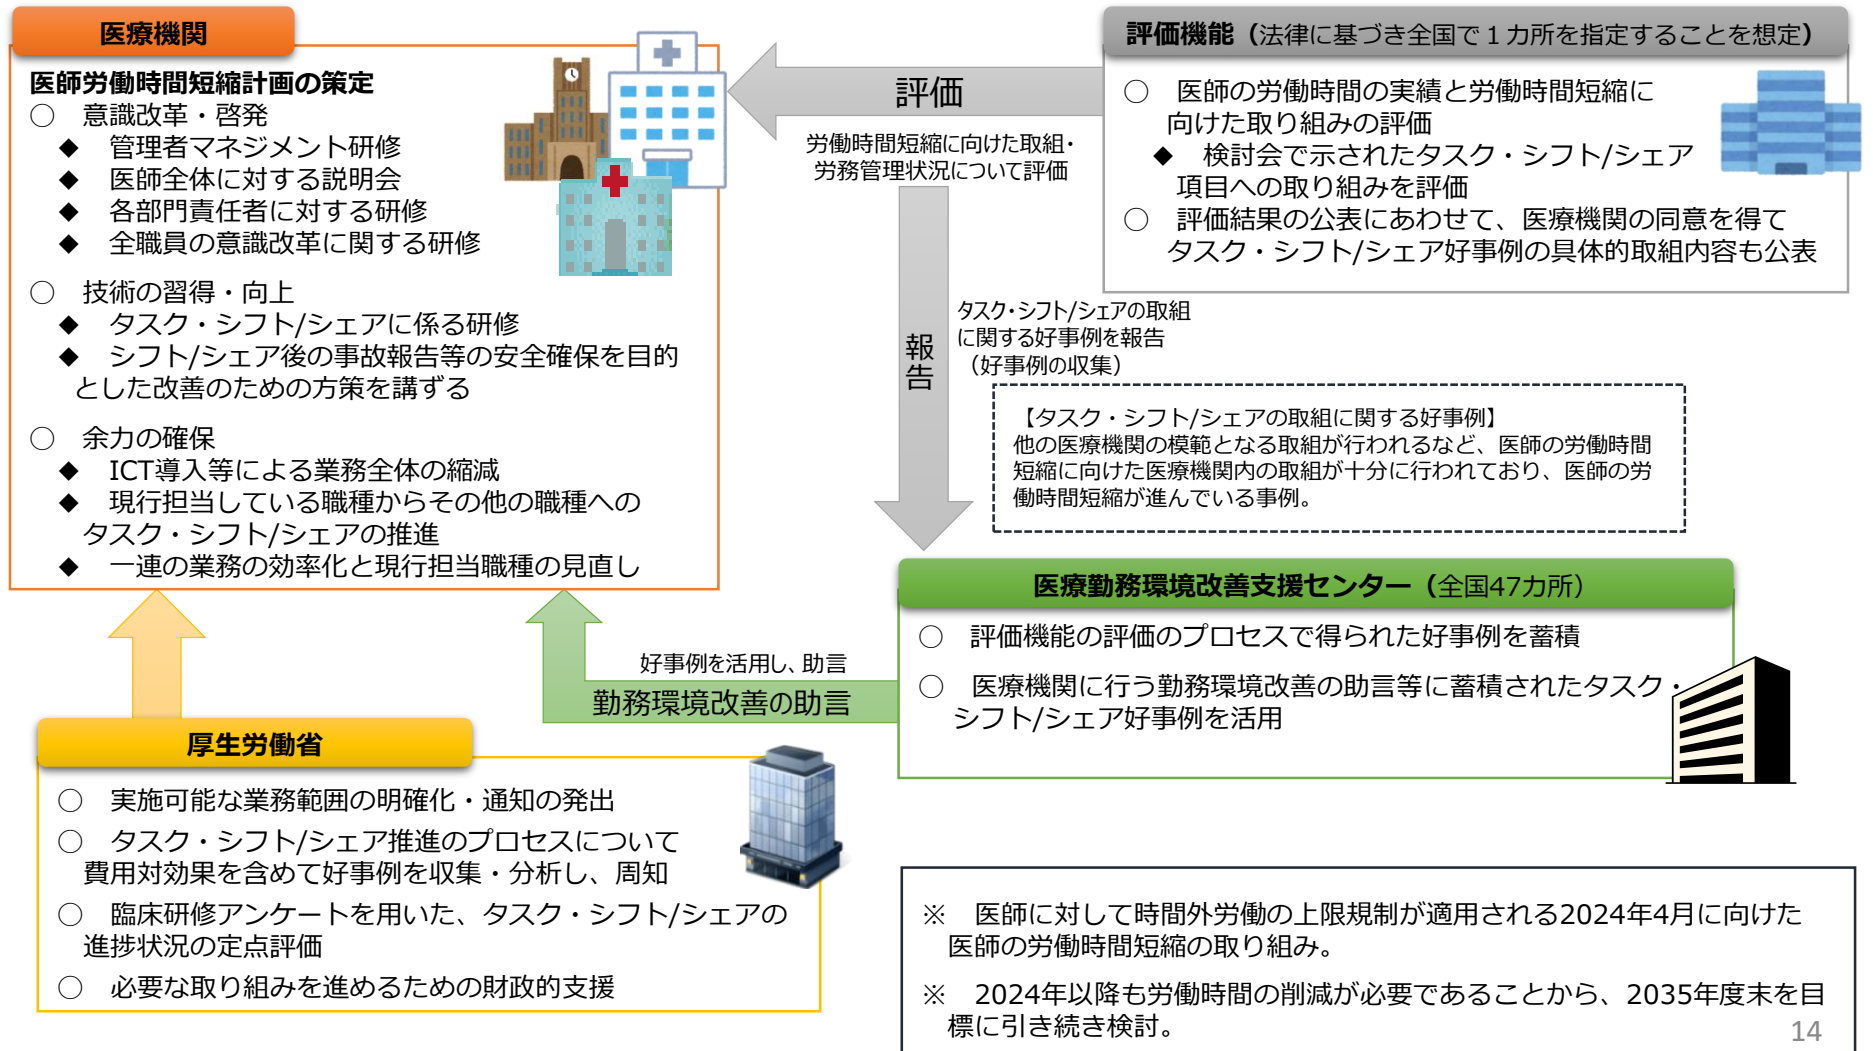 医療機関
医師労働時間短縮計画の策定
○　意識改革・啓発
◆　管理者マネジメント研修
◆　医師全体に対する説明会
◆　各部門責任者に対する研修
◆　全職員の意識改革に関する研修
○　技術の習得・向上
◆　タスク・シフト/シェアに係る研修
◆　シフト/シェア後の事故報告等の安全確保を目的
とした改善のための方策を講ずる
○　余力の確保
◆　ICT導入等による業務全体の縮減
◆　現行担当している職種からその他の職種への
タスク・シフト/シェアの推進
◆　一連の業務の効率化と現行担当職種の見直し
評価機能（法律に基づき全国で１カ所を指定することを想定）
○　医師の労働時間の実績と労働時間短縮に
向けた取り組みの評価
◆　検討会で示されたタスク・シフト/シェア
項目への取り組みを評価
○　評価結果の公表にあわせて、医療機関の同意を得て
タスク・シフト/シェア好事例の具体的取組内容も公表
評価
労働時間短縮に向けた取組・
労務管理状況について評価
報告
タスク・シフト/シェアの取組
に関する好事例を報告
（好事例の収集）
【タスク・シフト/シェアの取組に関する好事例】
他の医療機関の模範となる取組が行われるなど、医師の労働時間
短縮に向けた医療機関内の取組が十分に行われており、医師の労
働時間短縮が進んでいる事例。
医療勤務環境改善支援センター（全国47カ所）
○　評価機能の評価のプロセスで得られた好事例を蓄積
○　医療機関に行う勤務環境改善の助言等に蓄積されたタスク・
シフト/シェア好事例を活用
好事例を活用し、助言
勤務環境改善の助言
厚生労働省
○　実施可能な業務範囲の明確化・通知の発出
○　タスク・シフト/シェア推進のプロセスについて
費用対効果を含めて好事例を収集・分析し、周知
○　臨床研修アンケートを用いた、タスク・シフト/シェアの
進捗状況の定点評価
○　必要な取り組みを進めるための財政的支援
※　医師に対して時間外労働の上限規制が適用される2024年4月に向けた
医師の労働時間短縮の取り組み。
※　2024年以降も労働時間の削減が必要であることから、2035年度末を目
標に引き続き検討。
14